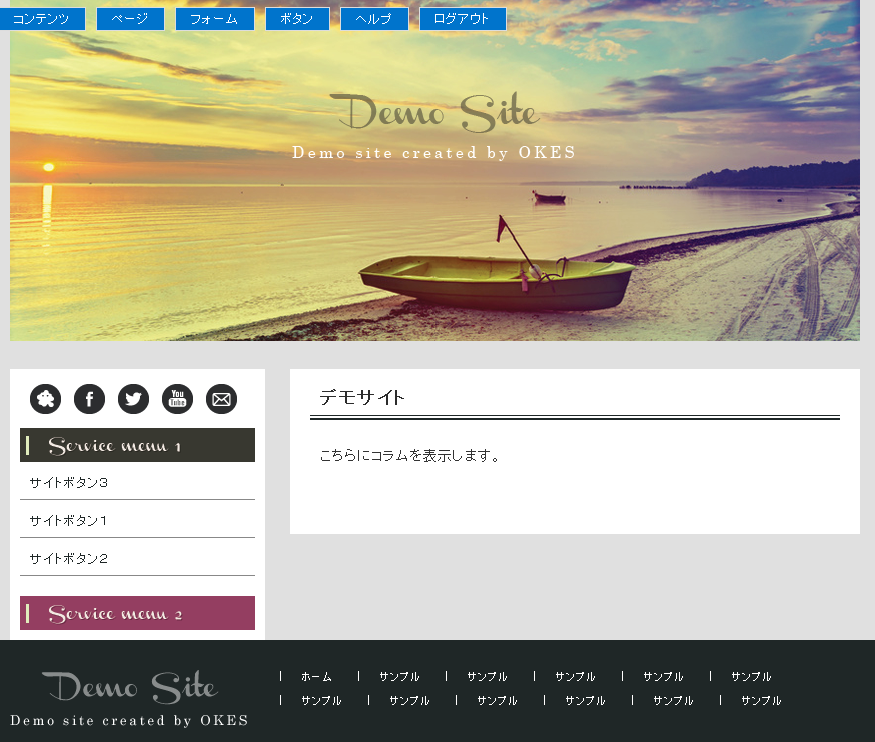 コンテンツ ページ フォーム ボタン ヘルプ ログアウト
Demo Site
Demo site created by OKES
You Tube
デモサイト
こちらにコラムを表示します。
Service menu 1
サイトボタン3
サイトボタン1
サイトボタン2
Service menu 2
Demo Site
Demo site created by OKES
| ホーム | サンプル | サンプル | サンプル | サンプル | サンプル
| サンプル | サンプル | サンプル | サンプル | サンプル | サンプル